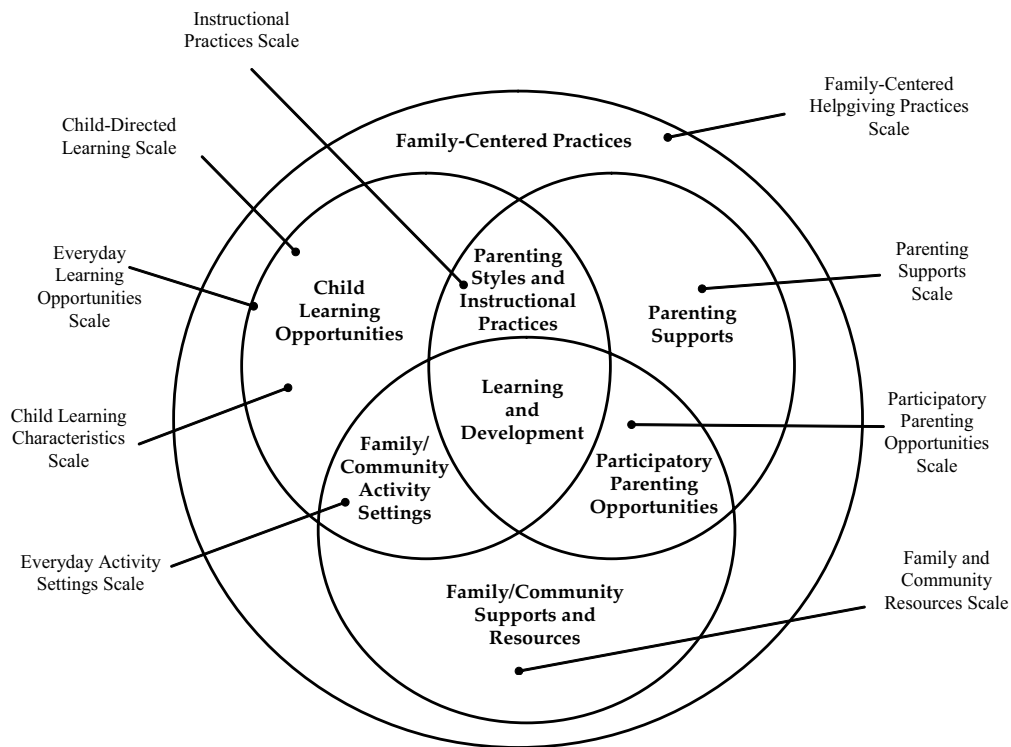 Instructional
Practices Scale
Family-Centered
Helpgiving Practices
Scale
Child-Directed
Learning Scale
Family-Centered Practices
Everyday
Learning
Opportunities
Scale
Parenting
Styles and
Instructional
Practices
Child
Learning
Opportunities
Parenting
Supports
Parenting
Supports
Scale
Learning
and
Development
Child Learning
Characteristics
Scale
Participatory
Parenting
Opportunities
Scale
Family/
Community
Activity
Settings
Participatory
Parenting
Opportunities
Everyday Activity
Settings Scale
Family/Community
Supports and
Resources
Family and
Community
Resources Scale